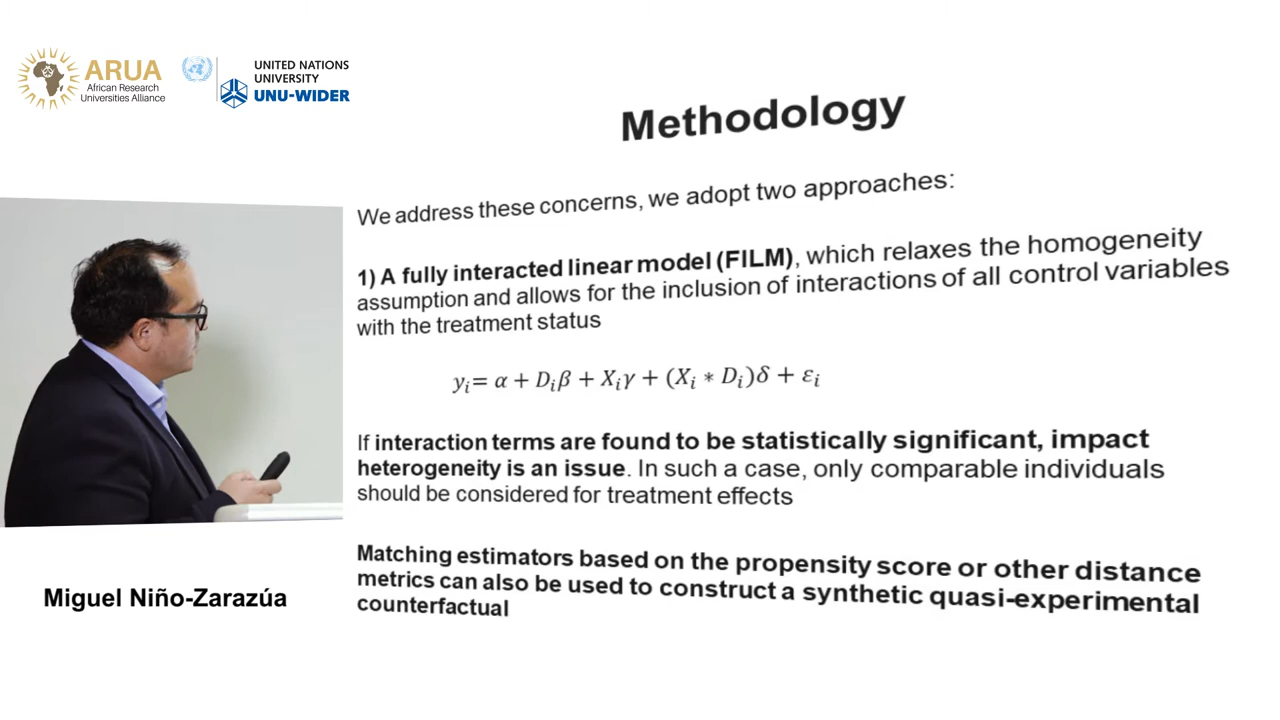 ARUA
African Research
Universities Alliance
UNITED NATIONS
UNIVERSITY
UNU-WIDER
Methodology
We address these concerns, we adopt two approaches:
1) A fully interacted linear model (FILM), which relaxes the homogeneity
assumption and allows for the inclusion of interactions of all control variables
with the treatment status
yᵢ= α + Dᵢβ + Xᵢγ + (Xᵢ ∗ Dᵢ)δ + εᵢ
If interaction terms are found to be statistically significant, impact
heterogeneity is an issue. In such a case, only comparable individuals
should be considered for treatment effects
Matching estimators based on the propensity score or other distance
metrics can also be used to construct a synthetic quasi-experimental
counterfactual
Miguel Niño-Zarazúa